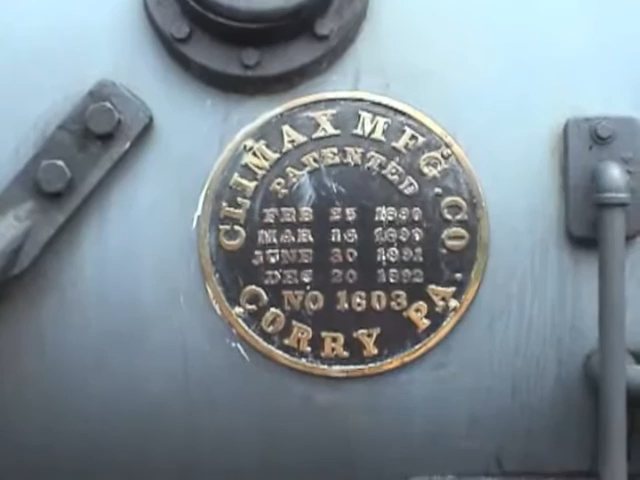 CLIMAX MFG. CO.
PATENTED
FEB 25 1890
MAR 16 1890
JUNE 30 1891
DEC 20 1892
NO 1603
CORRY PA.